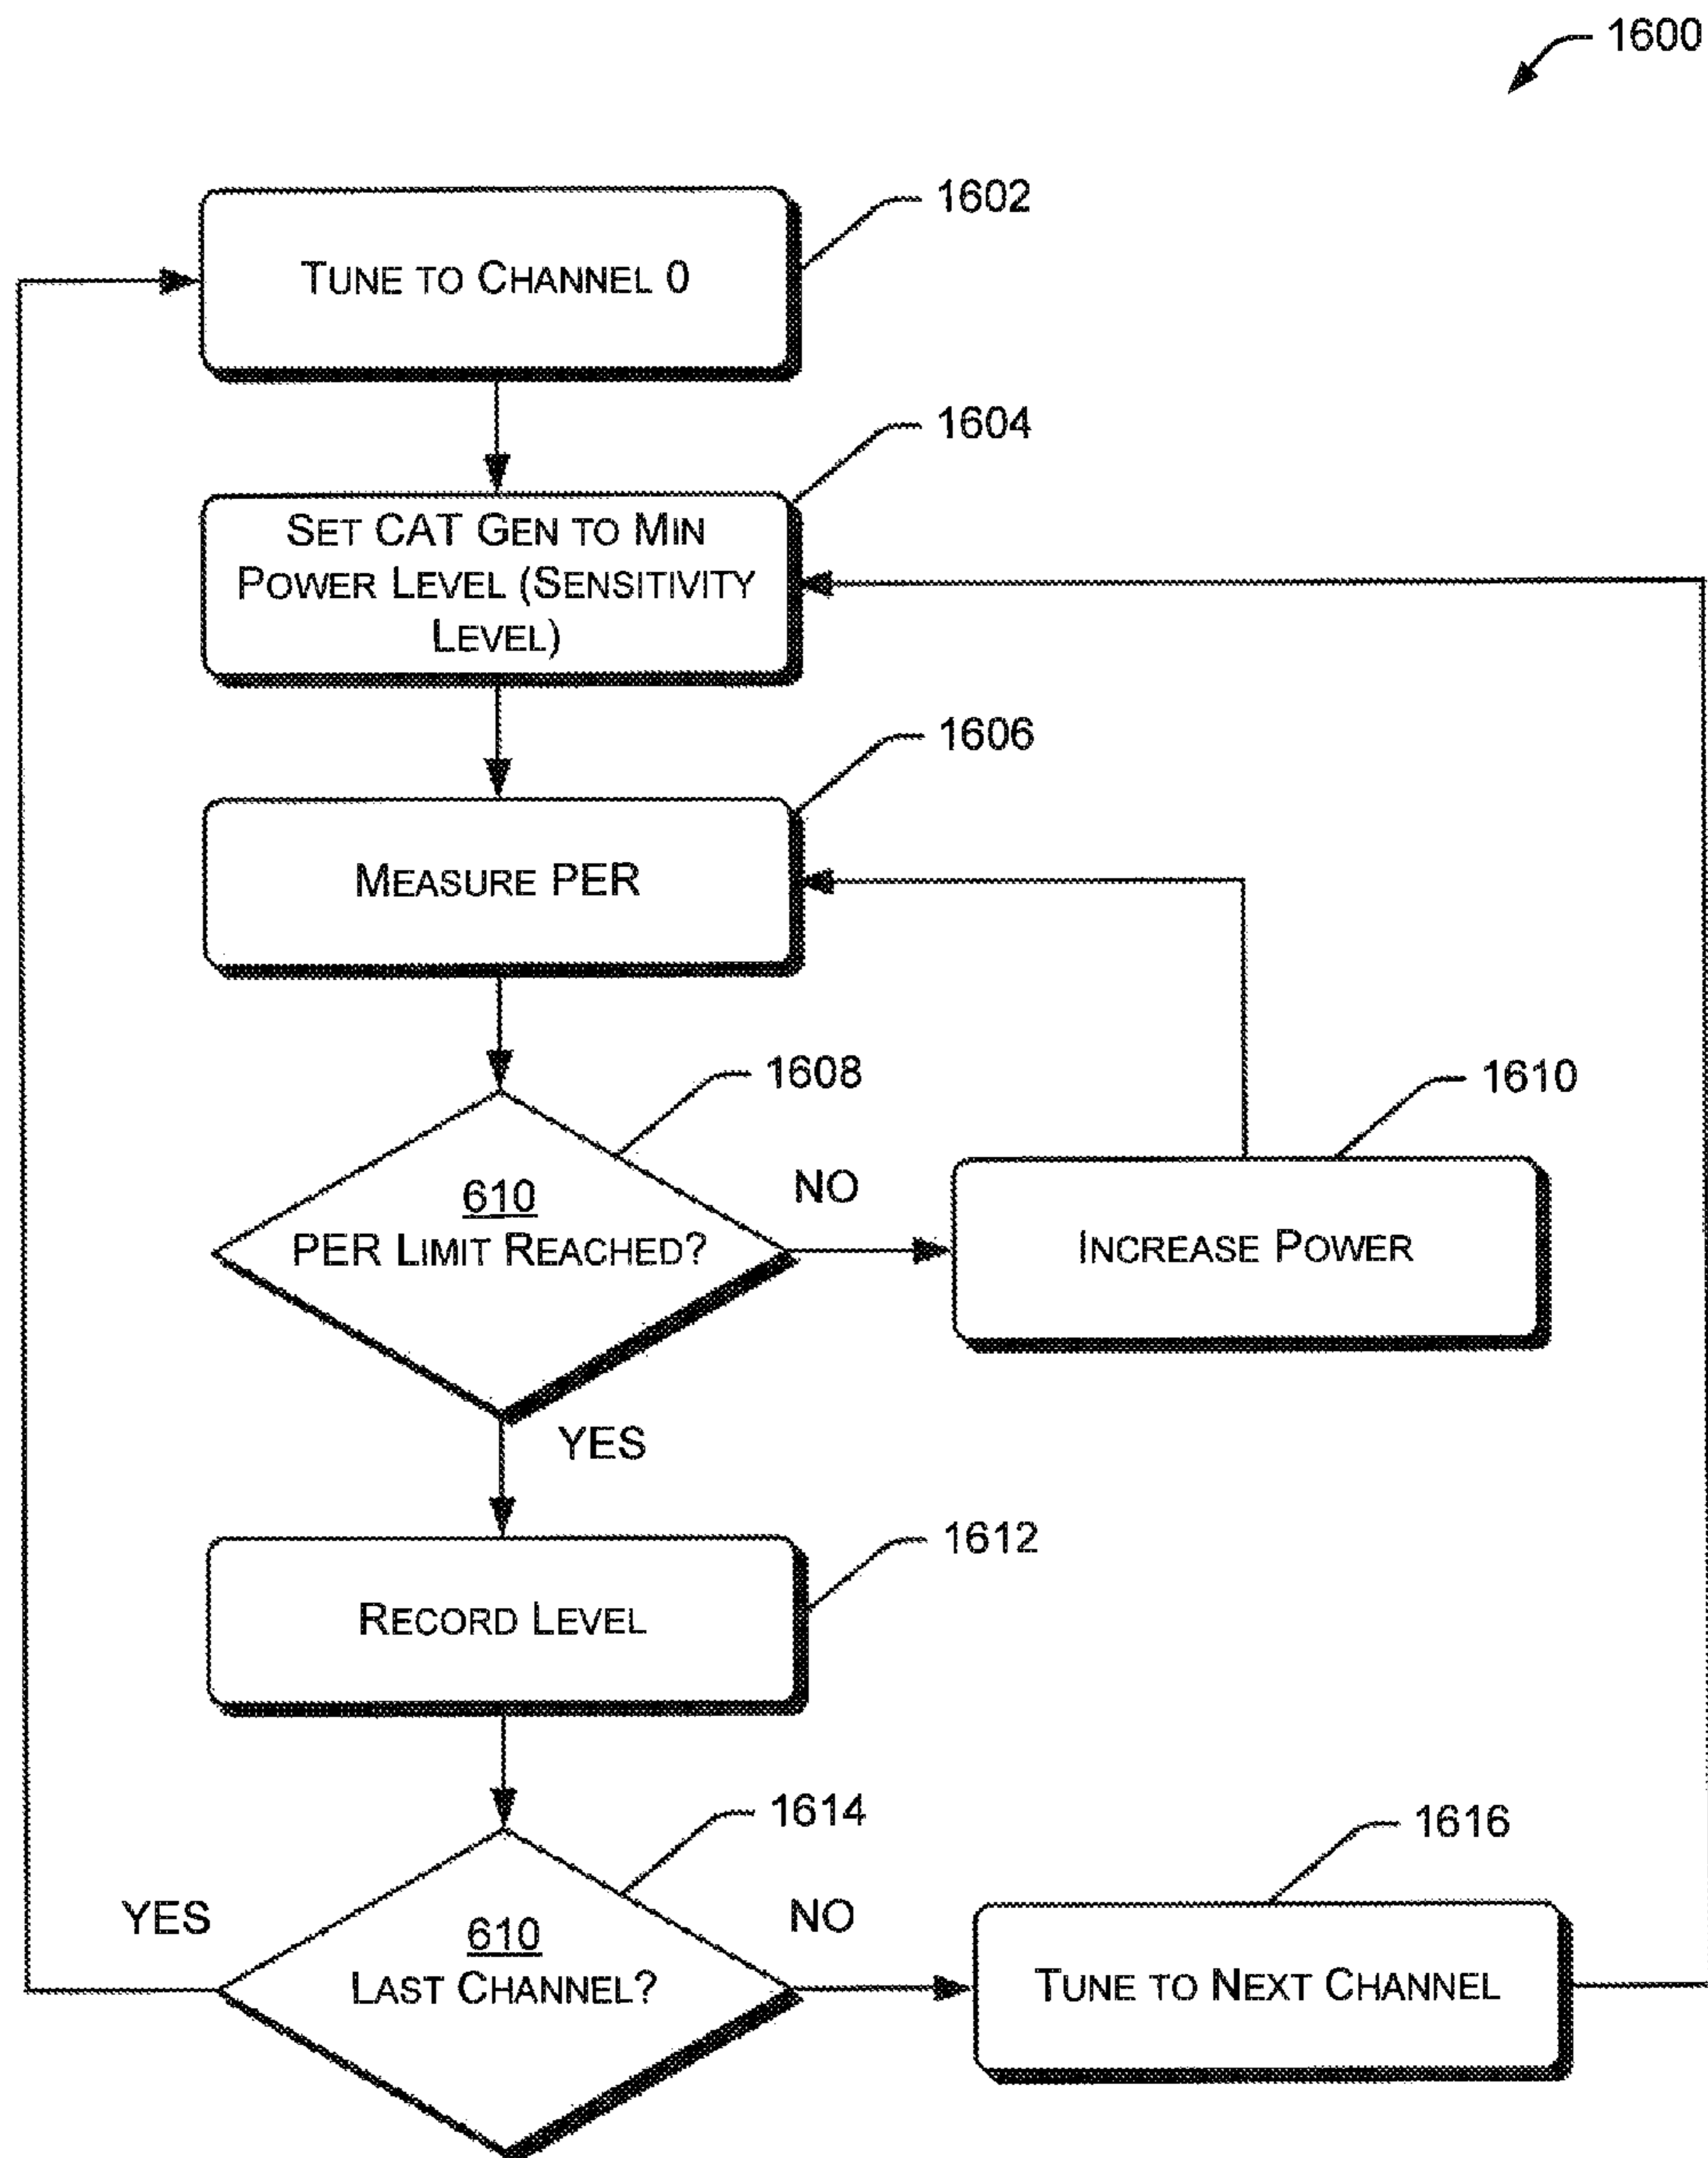 1600
1602
TUNE TO CHANNEL 0
1604
SET CAT GEN TO MIN
POWER LEVEL (SENSITIVITY
LEVEL)
1606
MEASURE PER
1608
1610
610
PER LIMIT REACHED?
NO
INCREASE POWER
YES
1612
RECORD LEVEL
1614
1616
YES
610
LAST CHANNEL?
NO
TUNE TO NEXT CHANNEL